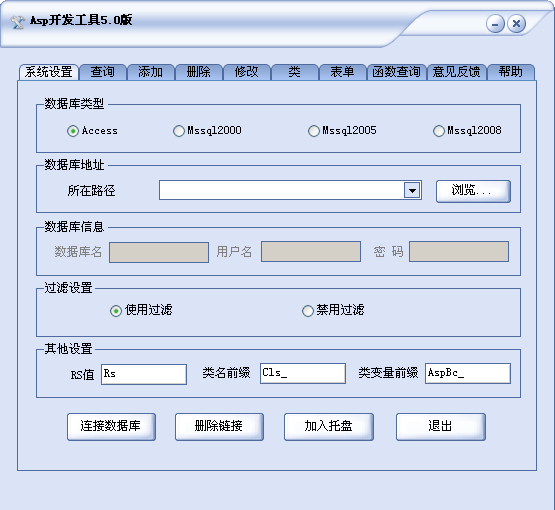 Asp开发工具5.0版
系统设置 查询 添加 删除 修改 类 表单 函数查询 意见反馈 帮助
数据库类型
Access Mssql2000 Mssql2005 Mssql2008
数据库地址
所在路径 浏览...
数据库信息
数据库名 用户名 密 码
过滤设置
使用过滤 禁用过滤
其他设置
RS值 Rs 类名前缀 Cls_ 类变量前缀 AspBc_
连接数据库 删除链接 加入托盘 退出